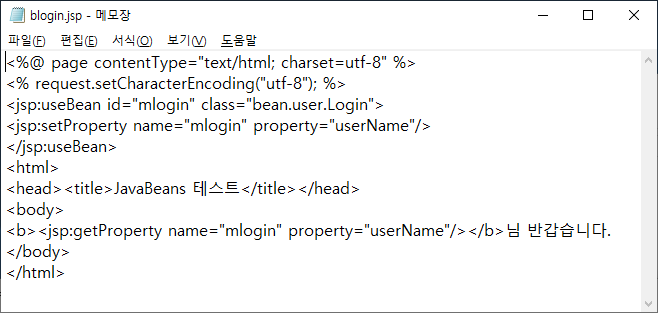 blogin.jsp - 메모장
파일(F) 편집(E) 서식(O) 보기(V) 도움말
<%@ page contentType="text/html; charset=utf-8" %>
<% request.setCharacterEncoding("utf-8"); %>
<jsp:useBean id="mlogin" class="bean.user.Login">
<jsp:setProperty name="mlogin" property="userName"/>
</jsp:useBean>
<html>
<head><title>JavaBeans 테스트</title></head>
<body>
<b><jsp:getProperty name="mlogin" property="userName"/></b>님 반갑습니다.
</body>
</html>